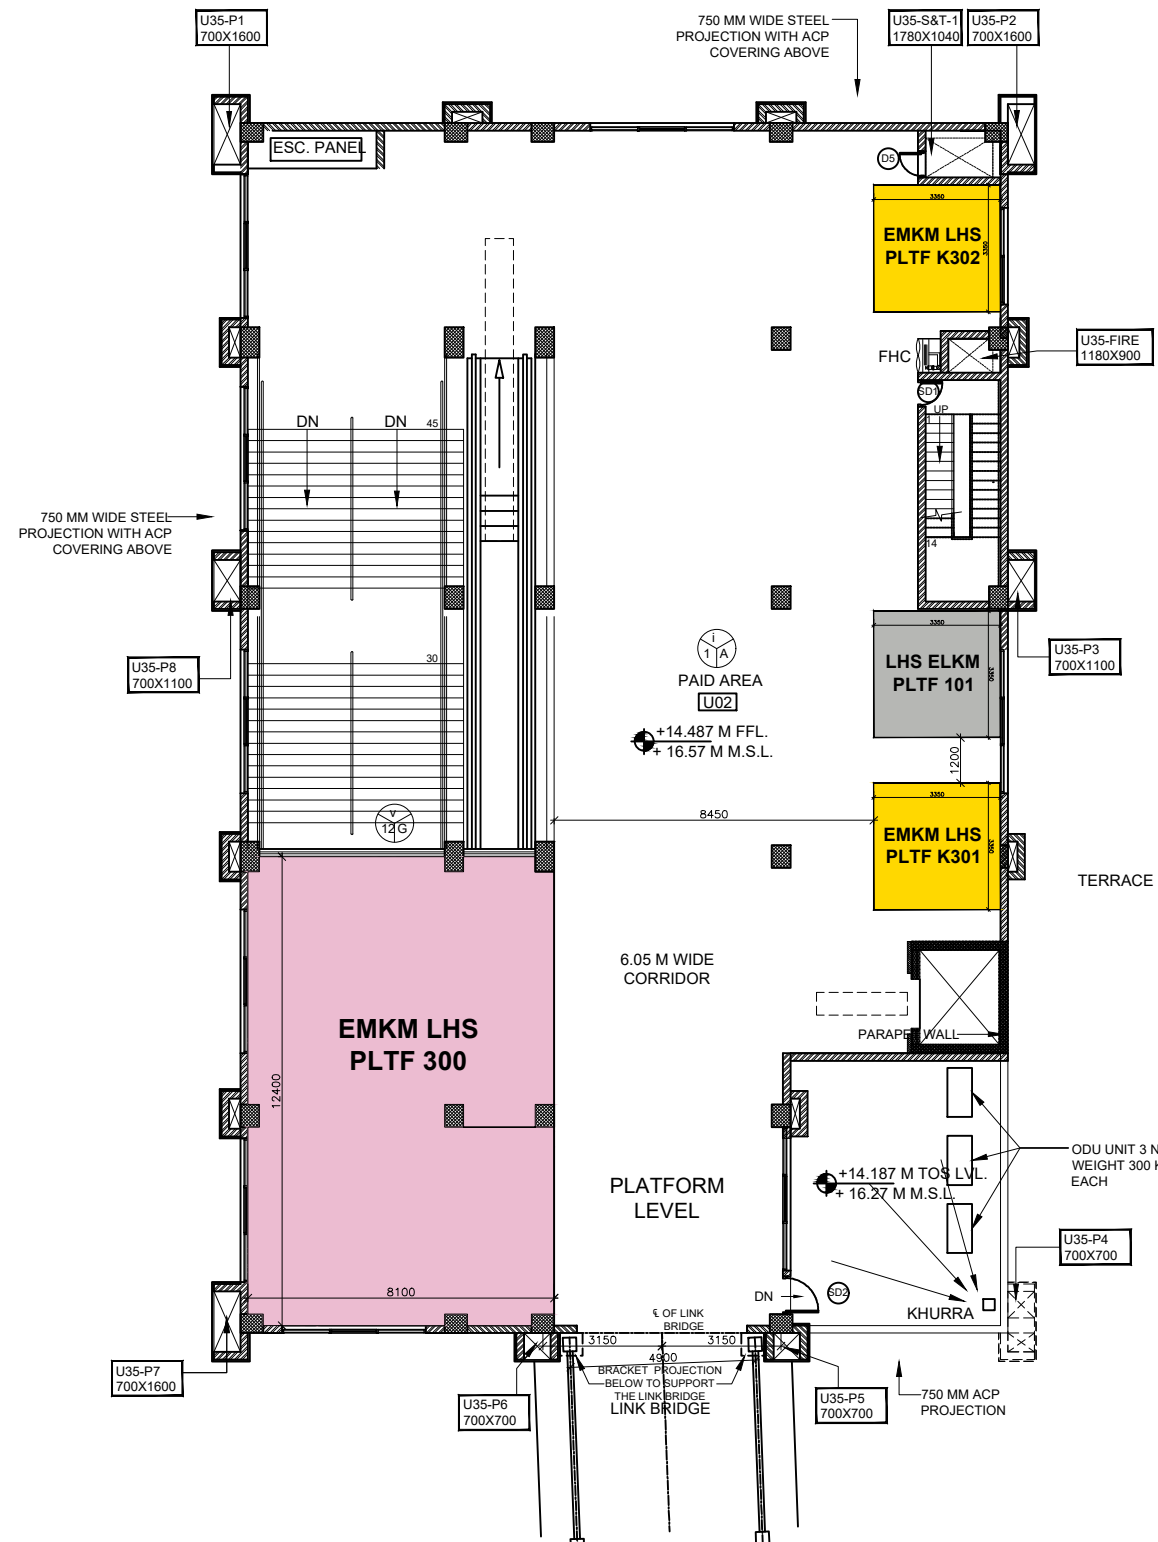 U35-P1
700X1600
750 MM WIDE STEEL
PROJECTION WITH ACP
COVERING ABOVE
U35-S&T-1
1780X1040
U35-P2
700X1600
ESC. PANEL
D5
3350
EMKM LHS
PLTF K302
3350
U35-FIRE
1180X900
FHC
SD1
UP
1
14
DN
DN
45
750 MM WIDE STEEL
PROJECTION WITH ACP
COVERING ABOVE
U35-P8
700X1100
30
i
1 A
PAID AREA
U02
+14.487 M FFL.
+ 16.57 M M.S.L.
3350
LHS ELKM
PLTF 101
3350
U35-P3
700X1100
1200
8450
V
12 G
3350
EMKM LHS
PLTF K301
3350
TERRACE
6.05 M WIDE
CORRIDOR
PARAPET WALL
EMKM LHS
PLTF 300
12400
8100
PLATFORM
LEVEL
+14.187 M TOS LVL.
+ 16.27 M M.S.L.
ODU UNIT 3 N
WEIGHT 300 K
EACH
U35-P4
700X700
DN
SD2
KHURRA
℄ OF LINK
BRIDGE
3150
3150
4900
BRACKET PROJECTION
BELOW TO SUPPORT
THE LINK BRIDGE
LINK BRIDGE
U35-P7
700X1600
U35-P6
700X700
U35-P5
700X700
750 MM ACP
PROJECTION